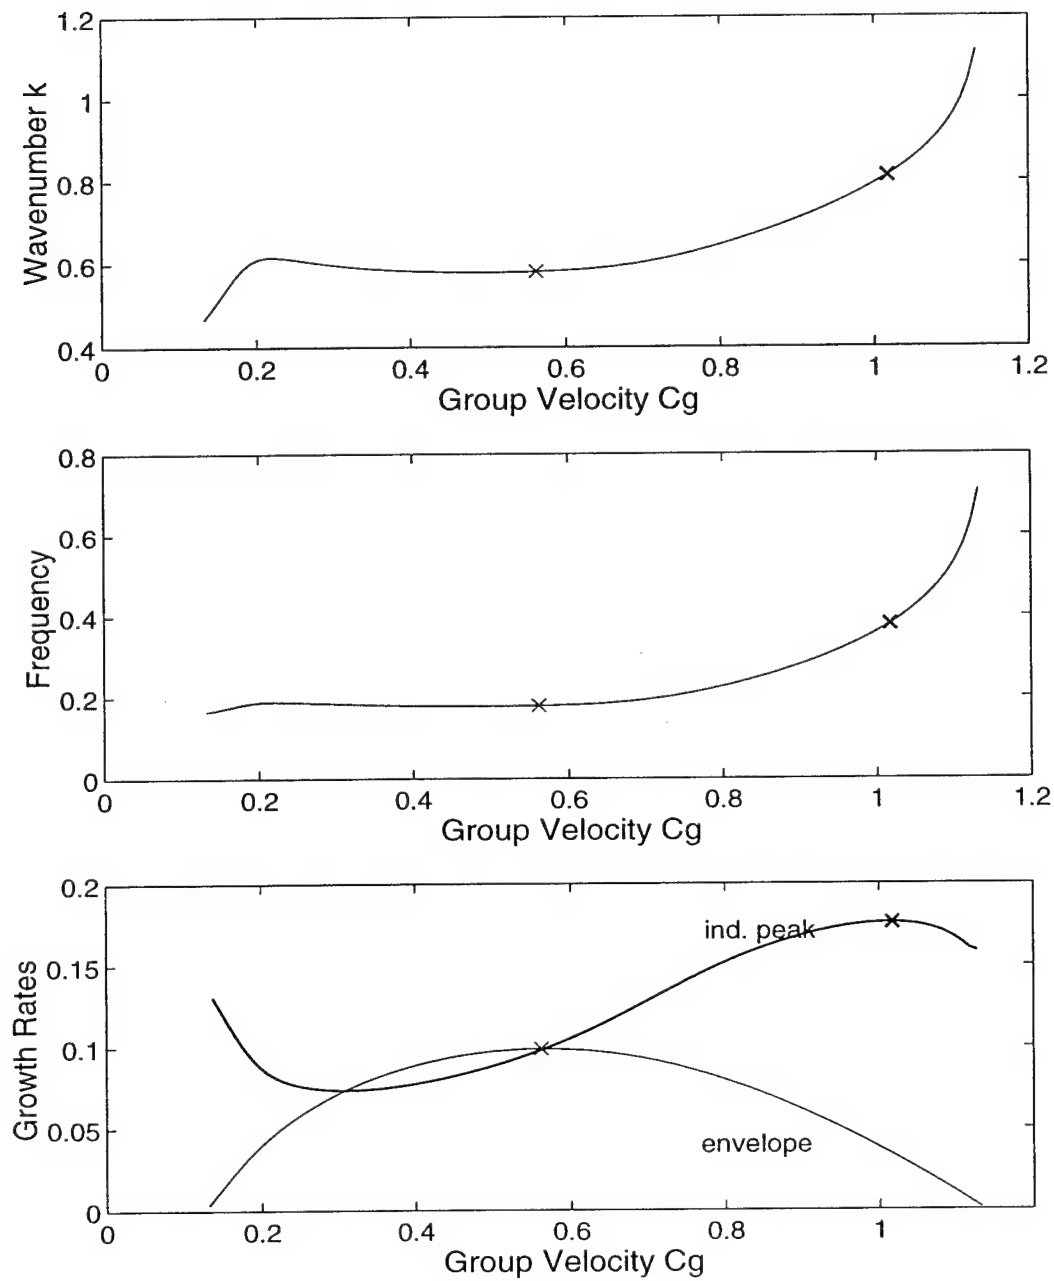 1.2
1
0.8
0.6
0.4
Wavenumber k
0 0.2 0.4 0.6 0.8 1 1.2
Group Velocity Cg
0.8
0.6
0.4
0.2
0
Frequency
0 0.2 0.4 0.6 0.8 1 1.2
Group Velocity Cg
0.2
0.15
0.1
0.05
0
Growth Rates
ind. peak
envelope
0 0.2 0.4 0.6 0.8 1
Group Velocity Cg